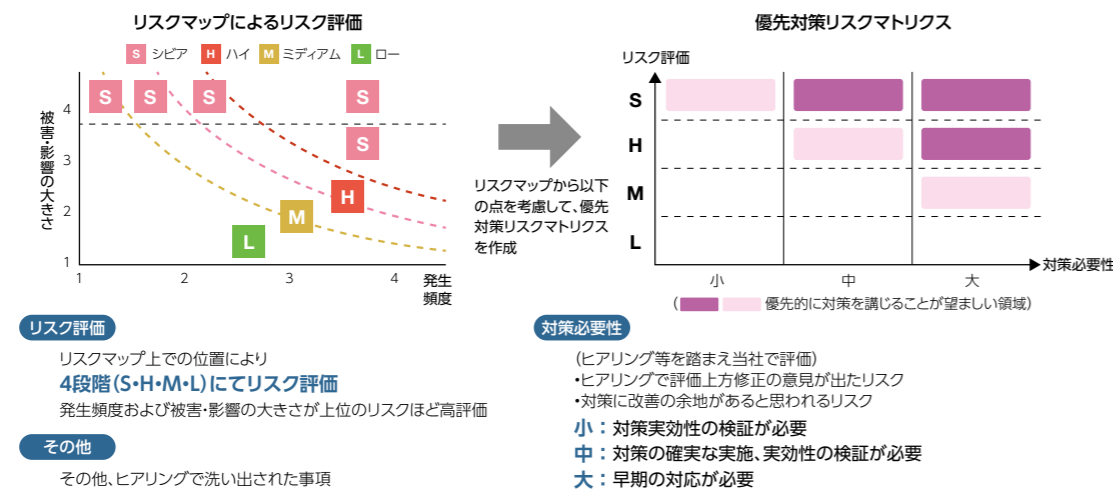 リスクマップによるリスク評価
S シビア H ハイ M ミディアム L ロー
被害・影響の大きさ
4
3
2
1
S S S S
S
H
M
L
1 2 3 4
発生
頻度
リスクマップから以下
の点を考慮して、優先
対策リスクマトリクス
を作成
優先対策リスクマトリクス
リスク評価
S
H
M
L
小 中 大
対策必要性
( 優先的に対策を講じることが望ましい領域)
リスク評価
リスクマップ上での位置により
4段階(S・H・M・L)にてリスク評価
発生頻度および被害・影響の大きさが上位のリスクほど高評価
その他
その他、ヒアリングで洗い出された事項
対策必要性
(ヒアリング等を踏まえ当社で評価)
・ヒアリングで評価上方修正の意見が出たリスク
・対策に改善の余地があると思われるリスク
小:対策実効性の検証が必要
中:対策の確実な実施、実効性の検証が必要
大:早期の対応が必要